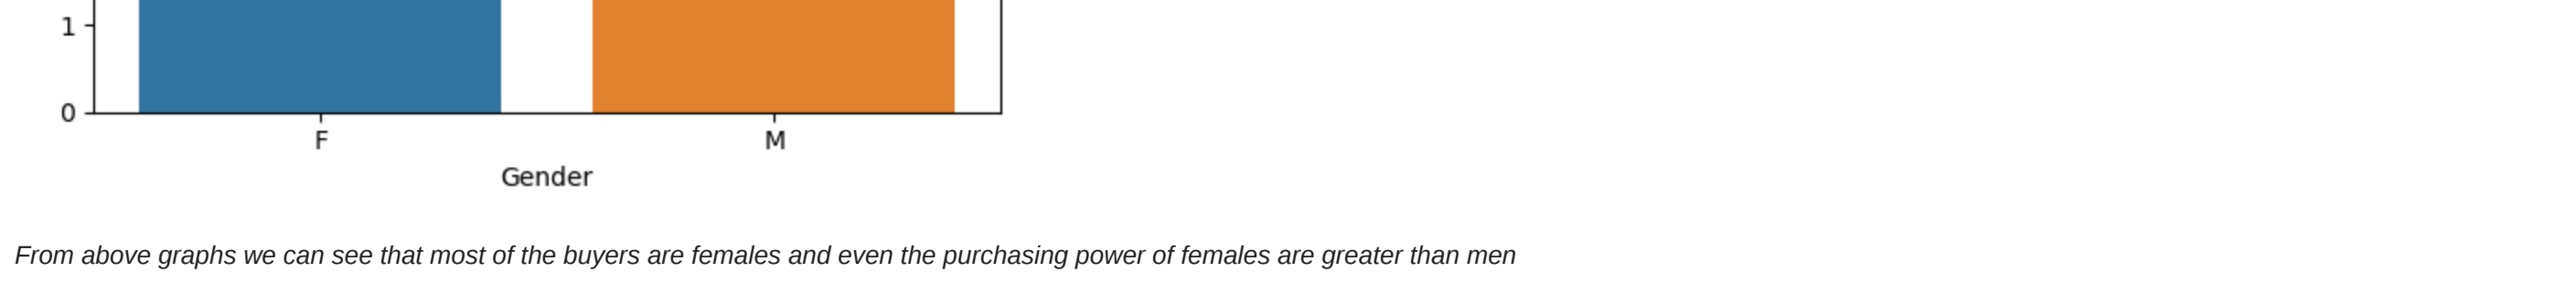 1
0
F M
Gender
From above graphs we can see that most of the buyers are females and even the purchasing power of females are greater than men